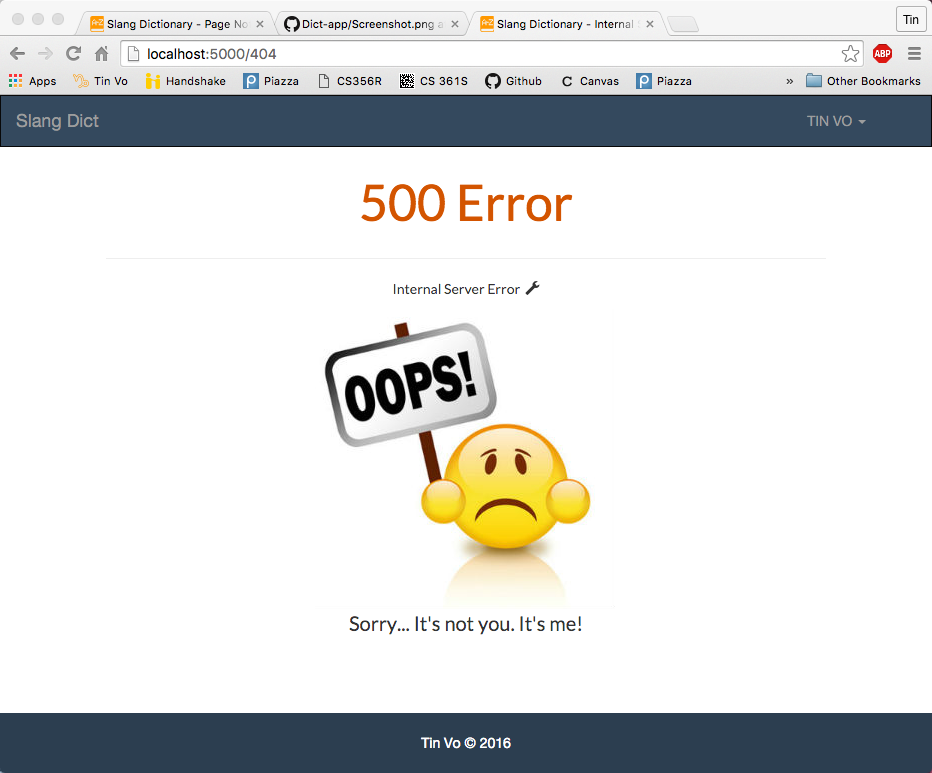 Slang Dictionary - Page No
Dict-app/Screenshot.png a
Slang Dictionary - Internal
Tin
localhost:5000/404
ABP
Apps
Tin Vo
Handshake
Piazza
CS356R
CS 361S
Github
Canvas
Piazza
»
Other Bookmarks
Slang Dict
TIN VO
500 Error
Internal Server Error
OOPS!
Sorry... It's not you. It's me!
Tin Vo © 2016